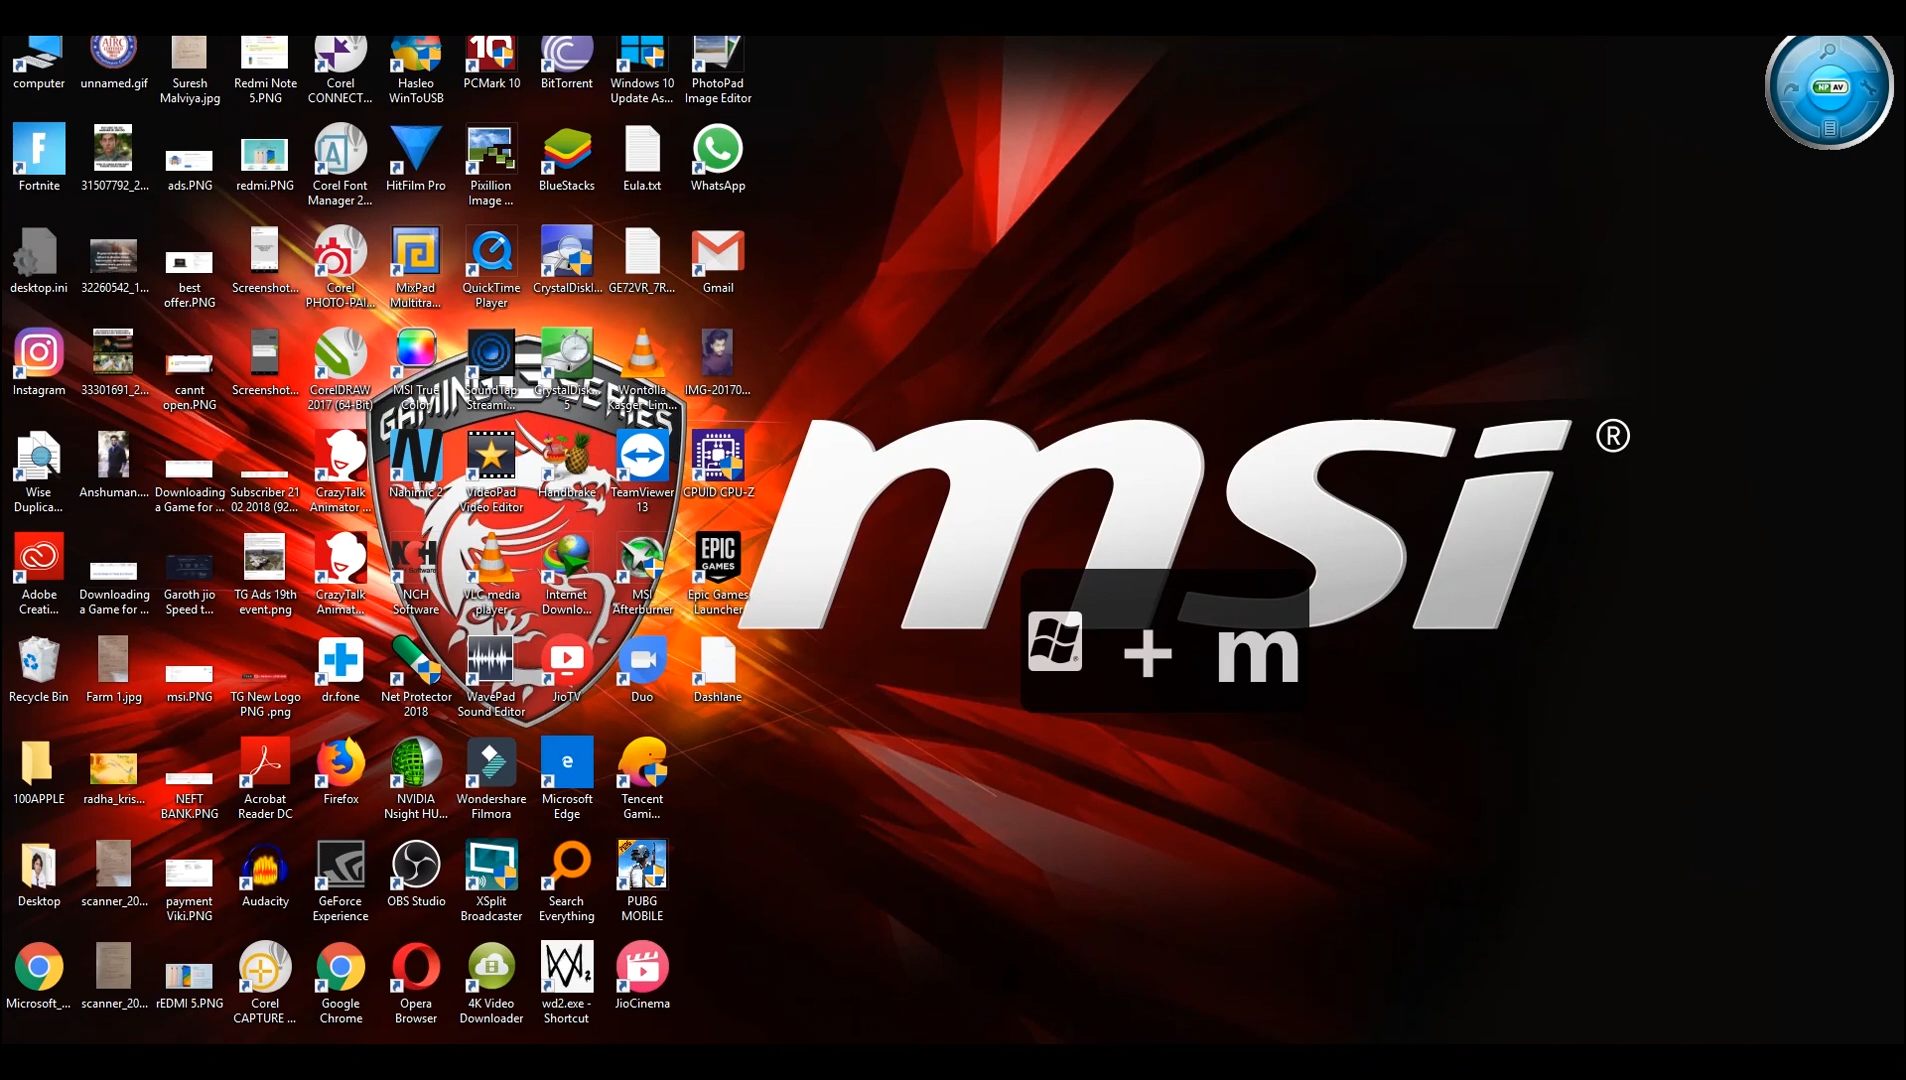 computer
unnamed.gif
Suresh
Malviya.jpg
Redmi Note
5.PNG
Corel
CONNECT...
Hasleo
WinToUSB
PCMark 10
BitTorrent
Windows 10
Update As...
PhotoPad
Image Editor
NP AV
Fortnite
31507792_2...
ads.PNG
redmi.PNG
Corel Font
Manager 2...
HitFilm Pro
Pixillion
Image ...
BlueStacks
Eula.txt
WhatsApp
desktop.ini
32260542_1...
best
offer.PNG
Screenshot...
Corel
PHOTO-PAI...
MixPad
Multitra...
QuickTime
Player
CrystalDiskI...
GE72VR_7R...
Gmail
Instagram
33301691_2...
cannt
open.PNG
Screenshot...
CorelDRAW
2017 (64-Bit)
MSI True
Color
SoundTap
Streami...
CrystalDisk...
5
Wontolla
Kasger_Lim...
IMG-20170...
GAMING SERIES
msi ®
Wise
Duplica...
Anshuman....
Downloading
a Game for ...
Subscriber 21
02 2018 (92...
CrazyTalk
Animator ...
Nahimic 2
VideoPad
Video Editor
Handbrake
TeamViewer
13
CPUID CPU-Z
Adobe
Creati...
Downloading
a Game for ...
Garoth jio
Speed t...
TG Ads 19th
event.png
CrazyTalk
Animat...
NCH
Software
NCH
Software
VLC media
player
Internet
Downlo...
MSI
Afterburner
EPIC
GAMES
Epic Games
Launcher
+ m
Recycle Bin
Farm 1.jpg
msi.PNG
TG New Logo
PNG .png
dr.fone
Net Protector
2018
WavePad
Sound Editor
JioTV
Duo
Dashlane
100APPLE
radha_kris...
NEFT
BANK.PNG
Acrobat
Reader DC
Firefox
NVIDIA
Nsight HU...
Wondershare
Filmora
Microsoft
Edge
Tencent
Gami...
Desktop
scanner_20...
payment
Viki.PNG
Audacity
GeForce
Experience
OBS Studio
XSplit
Broadcaster
Search
Everything
PUBG
MOBILE
Microsoft_...
scanner_20...
rEDMI 5.PNG
Corel
CAPTURE ...
Google
Chrome
Opera
Browser
4K Video
Downloader
wd2.exe -
Shortcut
JioCinema